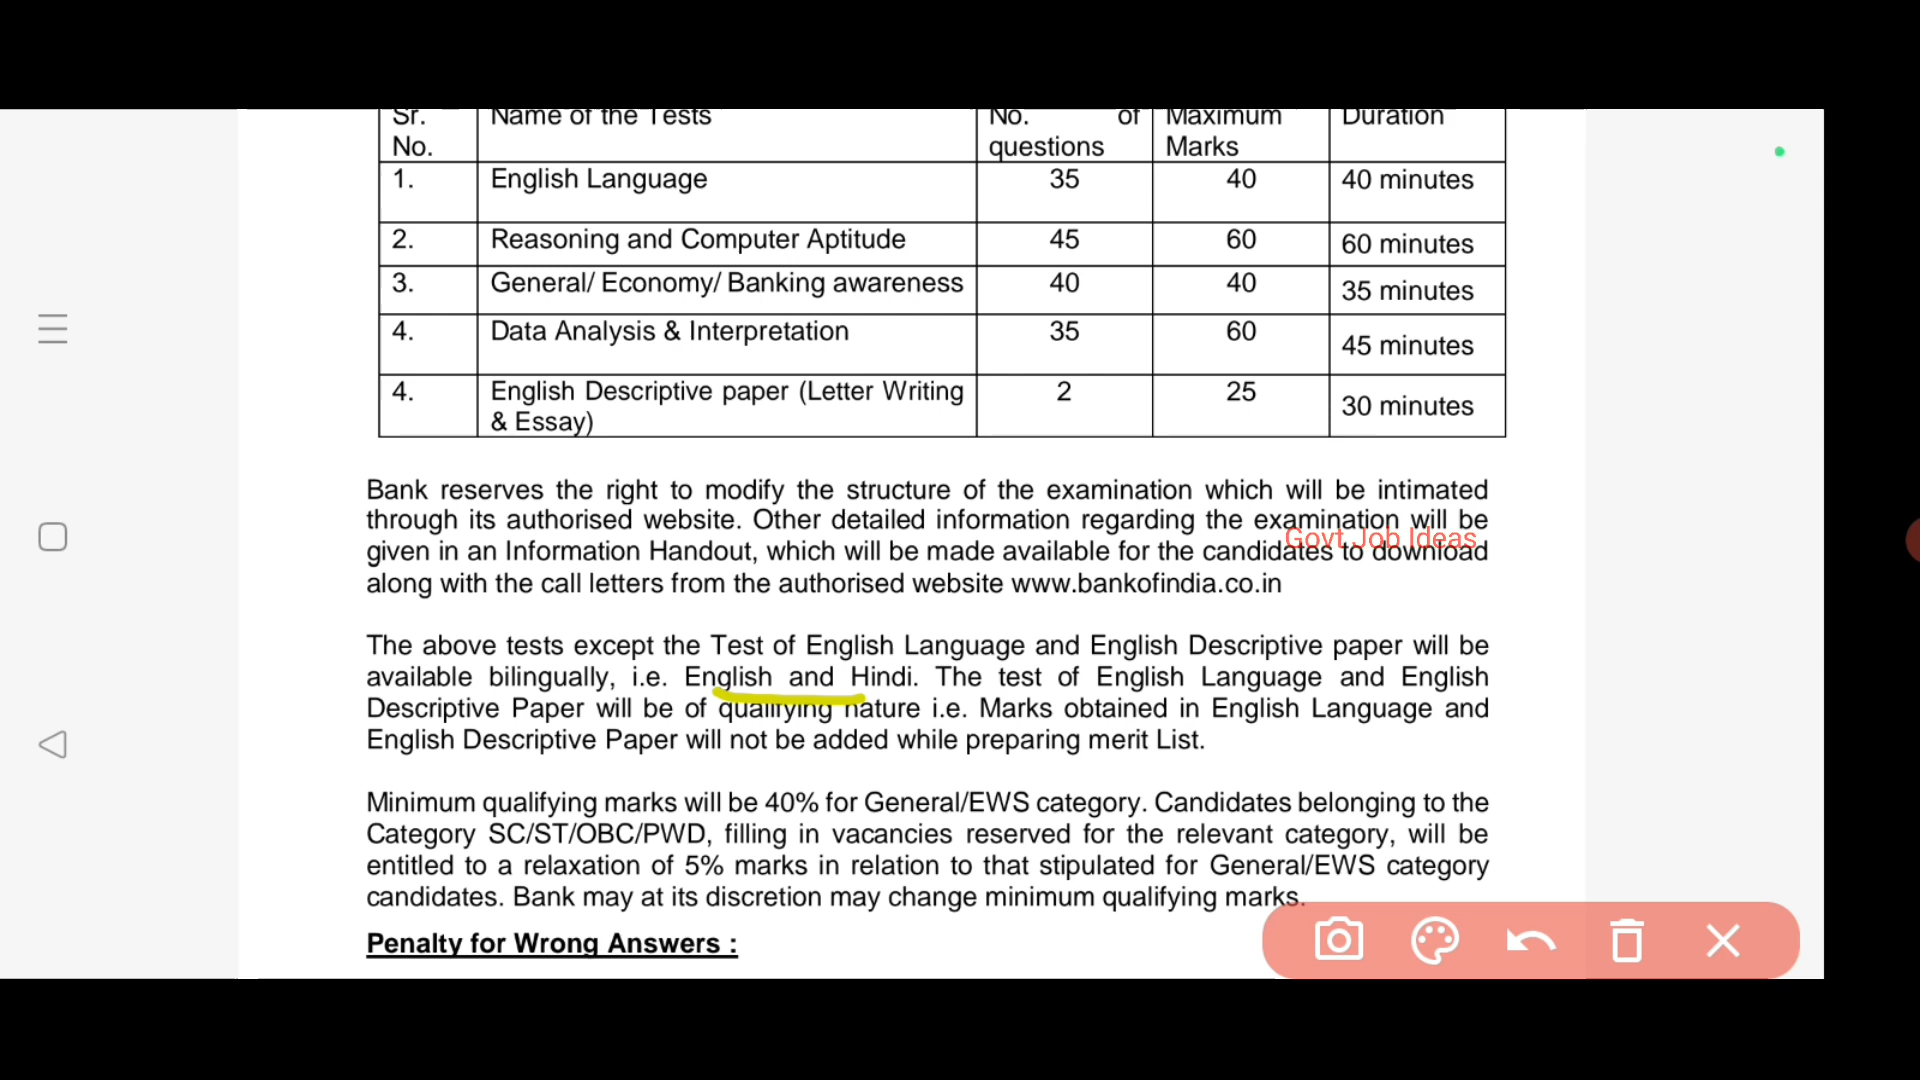 Sr. Name of the Tests No. of Maximum Duration
No. questions Marks
1. English Language 35 40 40 minutes
2. Reasoning and Computer Aptitude 45 60 60 minutes
3. General/ Economy/ Banking awareness 40 40 35 minutes
4. Data Analysis & Interpretation 35 60 45 minutes
4. English Descriptive paper (Letter Writing 2 25 30 minutes
& Essay)
Bank reserves the right to modify the structure of the examination which will be intimated
through its authorised website. Other detailed information regarding the examination will be
Govt Job Ideas
given in an Information Handout, which will be made available for the candidates to download
along with the call letters from the authorised website www.bankofindia.co.in
The above tests except the Test of English Language and English Descriptive paper will be
available bilingually, i.e. English and Hindi. The test of English Language and English
Descriptive Paper will be of qualifying nature i.e. Marks obtained in English Language and
English Descriptive Paper will not be added while preparing merit List.
Minimum qualifying marks will be 40% for General/EWS category. Candidates belonging to the
Category SC/ST/OBC/PWD, filling in vacancies reserved for the relevant category, will be
entitled to a relaxation of 5% marks in relation to that stipulated for General/EWS category
candidates. Bank may at its discretion may change minimum qualifying marks.
Penalty for Wrong Answers :